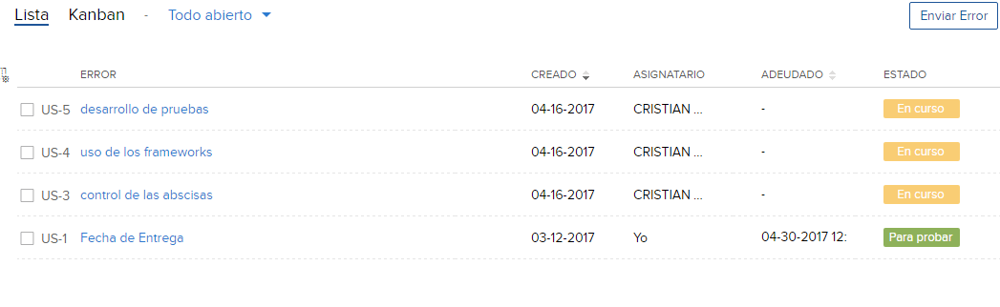 Lista Kanban - Todo abierto Enviar Error
ERROR CREADO ASIGNATARIO ADEUDADO ESTADO
US-5 desarrollo de pruebas 04-16-2017 CRISTIAN ... - En curso
US-4 uso de los frameworks 04-16-2017 CRISTIAN ... - En curso
US-3 control de las abscisas 04-16-2017 CRISTIAN ... - En curso
US-1 Fecha de Entrega 03-12-2017 Yo 04-30-2017 12: Para probar